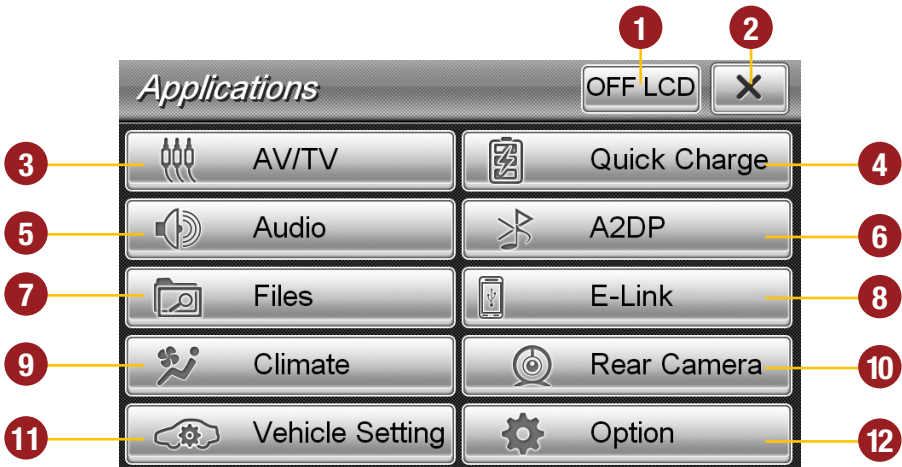 1 2
Applications OFF LCD
3 AV/TV Quick Charge 4
5 Audio A2DP 6
7 Files E-Link 8
9 Climate Rear Camera 10
11 Vehicle Setting Option 12